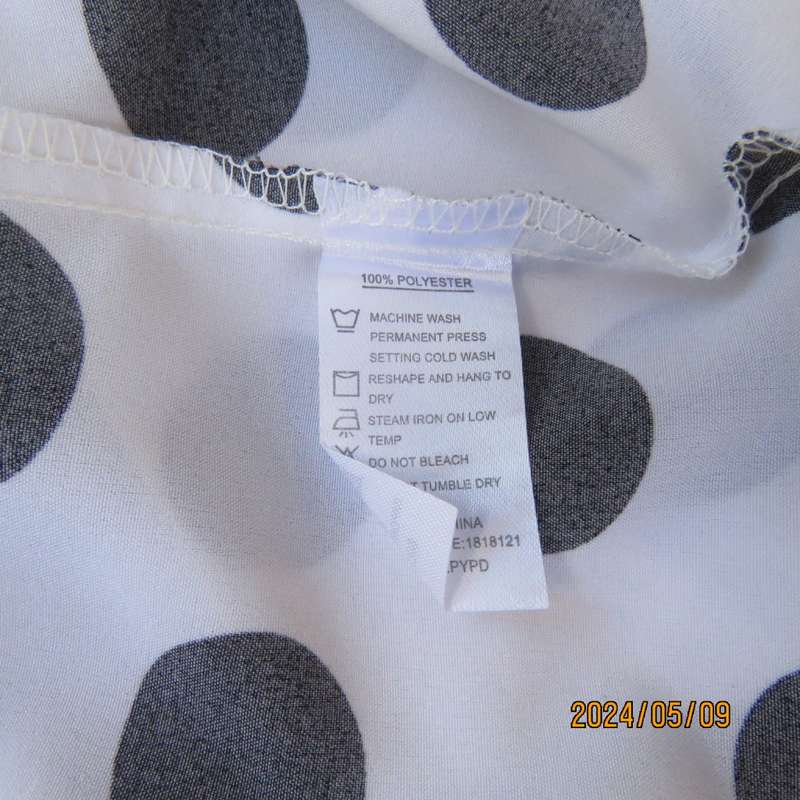 100% POLYESTER
MACHINE WASH
PERMANENT PRESS
SETTING COLD WASH
RESHAPE AND HANG TO
DRY
STEAM IRON ON LOW
TEMP
DO NOT BLEACH
TUMBLE DRY
INA
E:1818121
.PYPD
2024/05/09